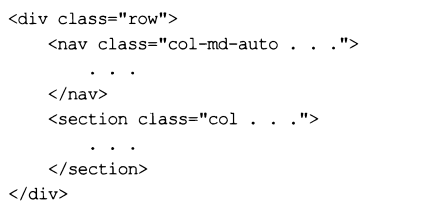 <div class="row">
    <nav class="col-md-auto . . .">
        . . .
    </nav>
    <section class="col . . .">
        . . .
    </section>
</div>